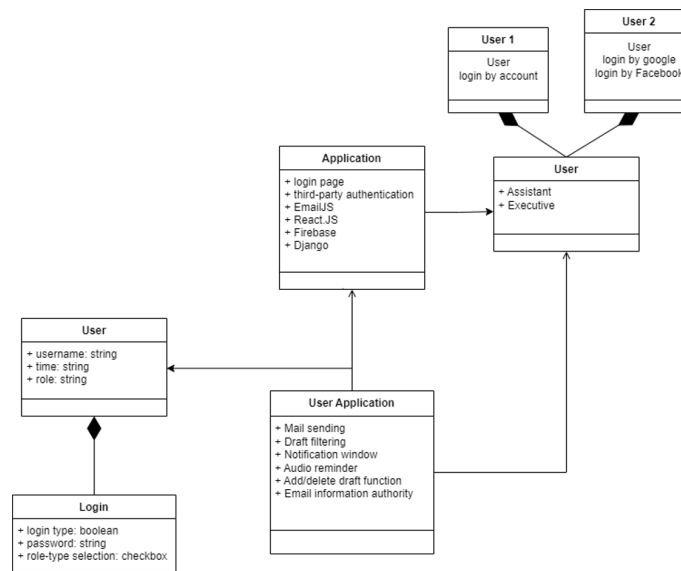 User 1
User
login by account
User 2
User
login by google
login by Facebook
Application
+ login page
+ third-party authentication
+ EmailJS
+ React.JS
+ Firebase
+ Django
User
+ Assistant
+ Executive
User
+ username: string
+ time: string
+ role: string
User Application
+ Mail sending
+ Draft filtering
+ Notification window
+ Audio reminder
+ Add/delete draft function
+ Email information authority
Login
+ login type: boolean
+ password: string
+ role-type selection: checkbox